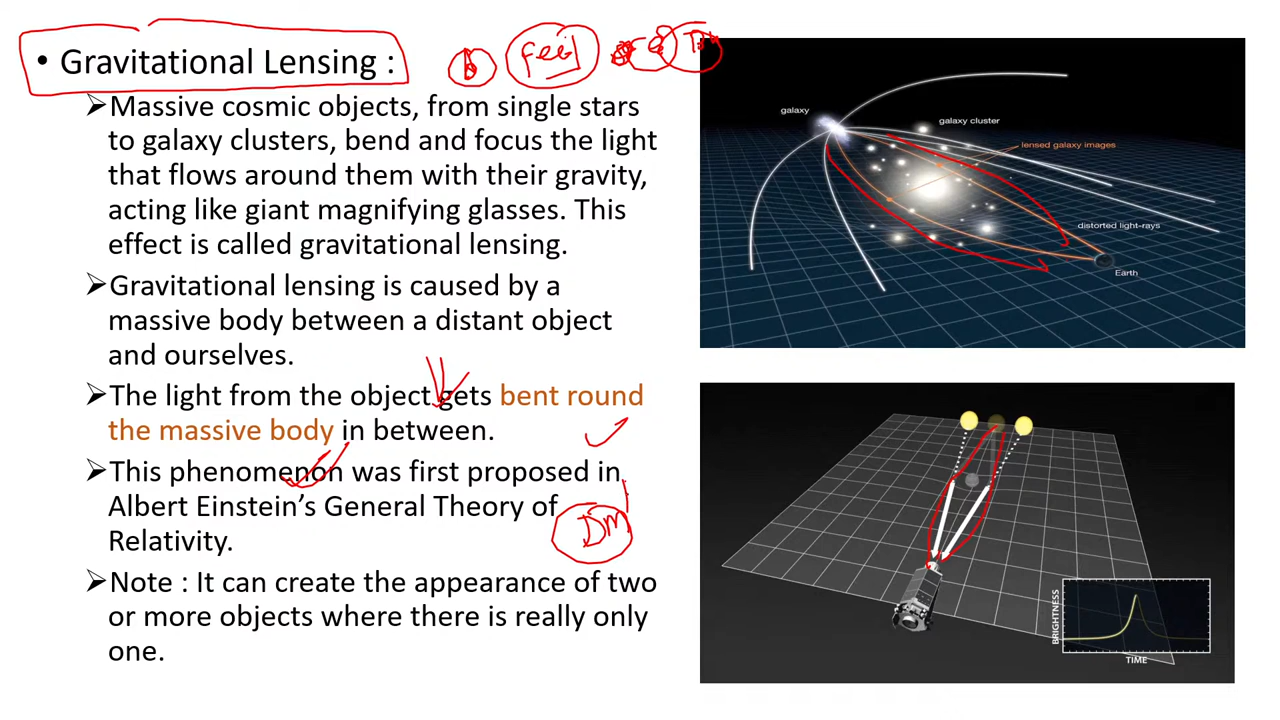 • Gravitational Lensing :
➢Massive cosmic objects, from single stars
to galaxy clusters, bend and focus the light
that flows around them with their gravity,
acting like giant magnifying glasses. This
effect is called gravitational lensing.
➢Gravitational lensing is caused by a
massive body between a distant object
and ourselves.
➢The light from the object gets bent round
the massive body in between.
➢This phenomenon was first proposed in
Albert Einstein’s General Theory of
Relativity.
DM
➢Note : It can create the appearance of two
or more objects where there is really only
one.
galaxy
galaxy cluster
lensed galaxy images
distorted light-rays
Earth
BRIGHTNESS
TIME